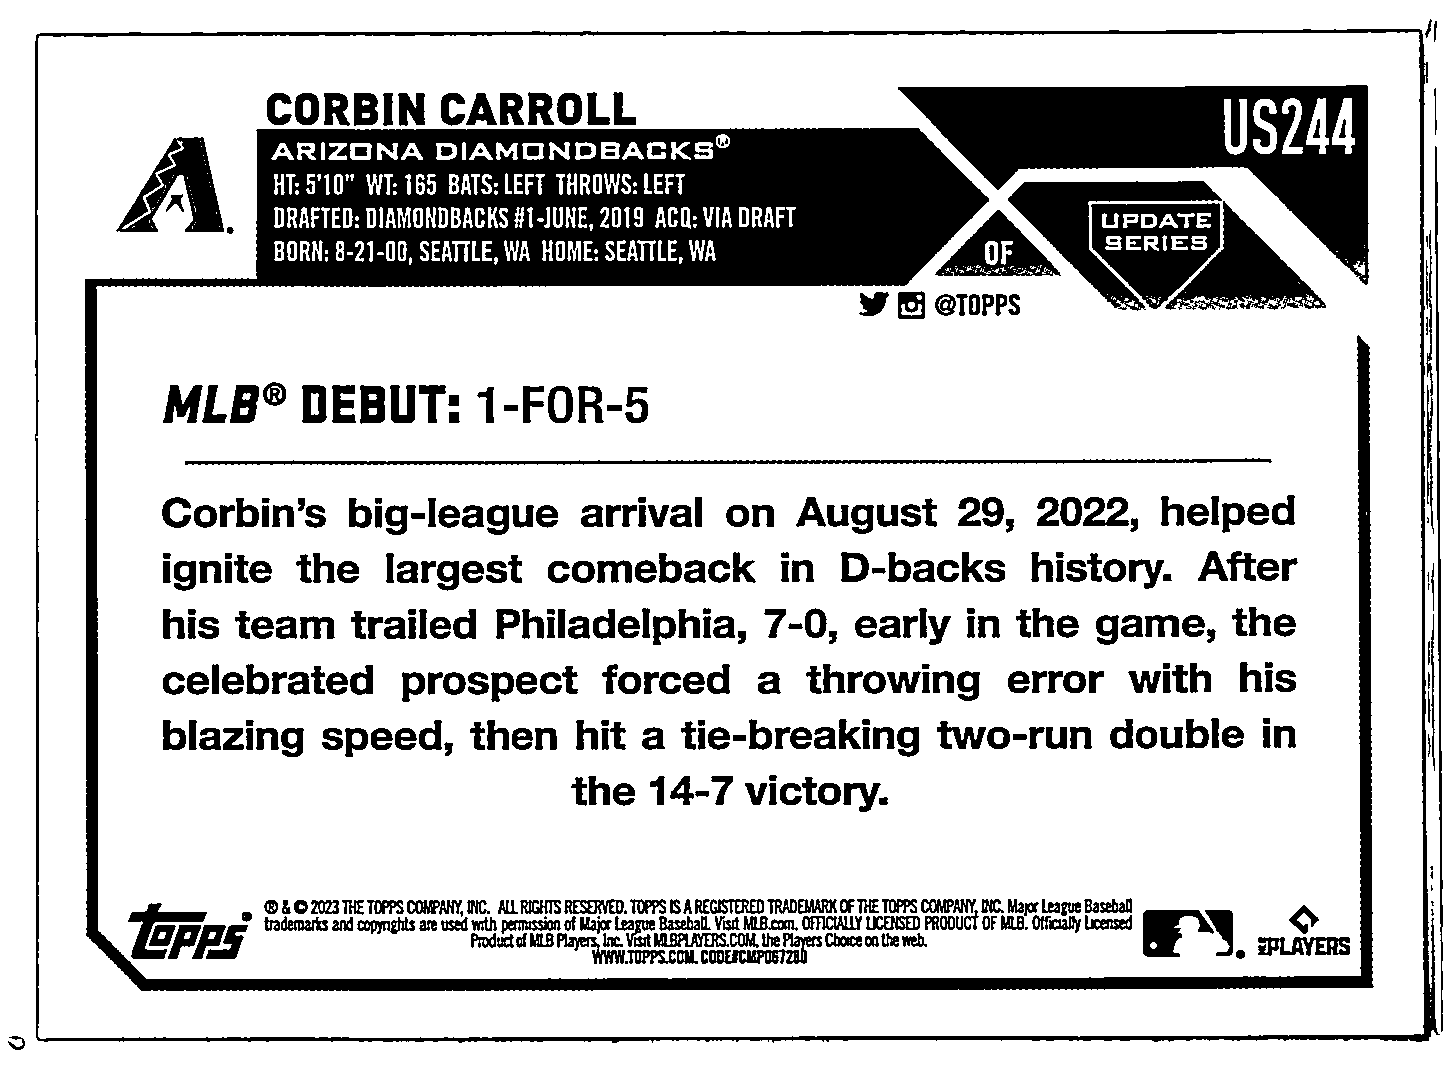 CORBIN CARROLL
US244
ARIZONA DIAMONDBACKS®
HT: 5'10" WT: 165 BATS: LEFT THROWS: LEFT
DRAFTED: DIAMONDBACKS #1-JUNE, 2019 ACQ: VIA DRAFT
BORN: 8-21-00, SEATTLE, WA HOME: SEATTLE, WA
OF
UPDATE
SERIES
@TOPPS
MLB® DEBUT: 1-FOR-5
Corbin's big-league arrival on August 29, 2022, helped
ignite the largest comeback in D-backs history. After
his team trailed Philadelphia, 7-0, early in the game, the
celebrated prospect forced a throwing error with his
blazing speed, then hit a tie-breaking two-run double in
the 14-7 victory.
Topps
® & © 2023 THE TOPPS COMPANY, INC. ALL RIGHTS RESERVED. TOPPS IS A REGISTERED TRADEMARK OF THE TOPPS COMPANY, INC. Major League Baseball
trademarks and copyrights are used with permission of Major League Baseball. Visit MLB.com. OFFICIALLY LICENSED PRODUCT OF MLB. Officially Licensed
Product of MLB Players, Inc. Visit MLBPLAYERS.COM, the Players Choice on the web.
WWW.TOPPS.COM. CODE#CMP067280
MLB PLAYERS